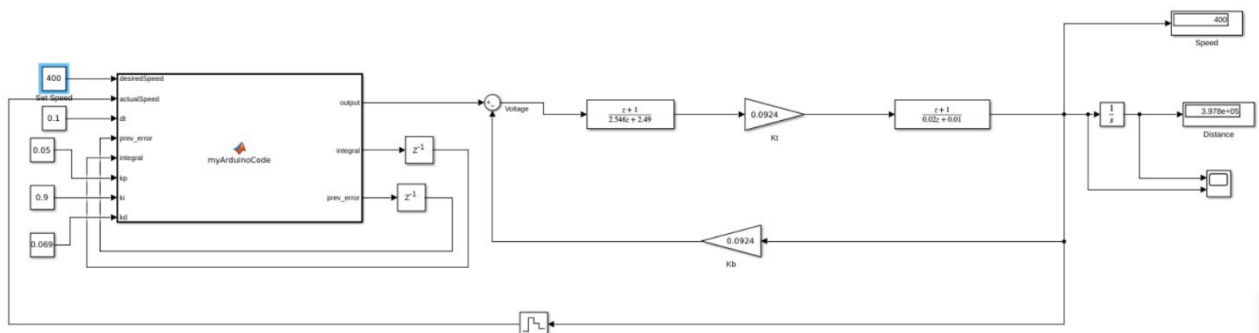 400
Speed
400
Set Speed
desiredSpeed
actualSpeed
0.1
dt
prev_error
0.05
integral
kp
0.9
ki
0.069
kd
myArduinoCode
output
integral
prev_error
z-1
z-1
+
-
Voltage
z+1
2.546z+2.49
0.0924
Kt
z+1
0.02z+0.01
1
s
3.978e+05
Distance
0.0924
Kb